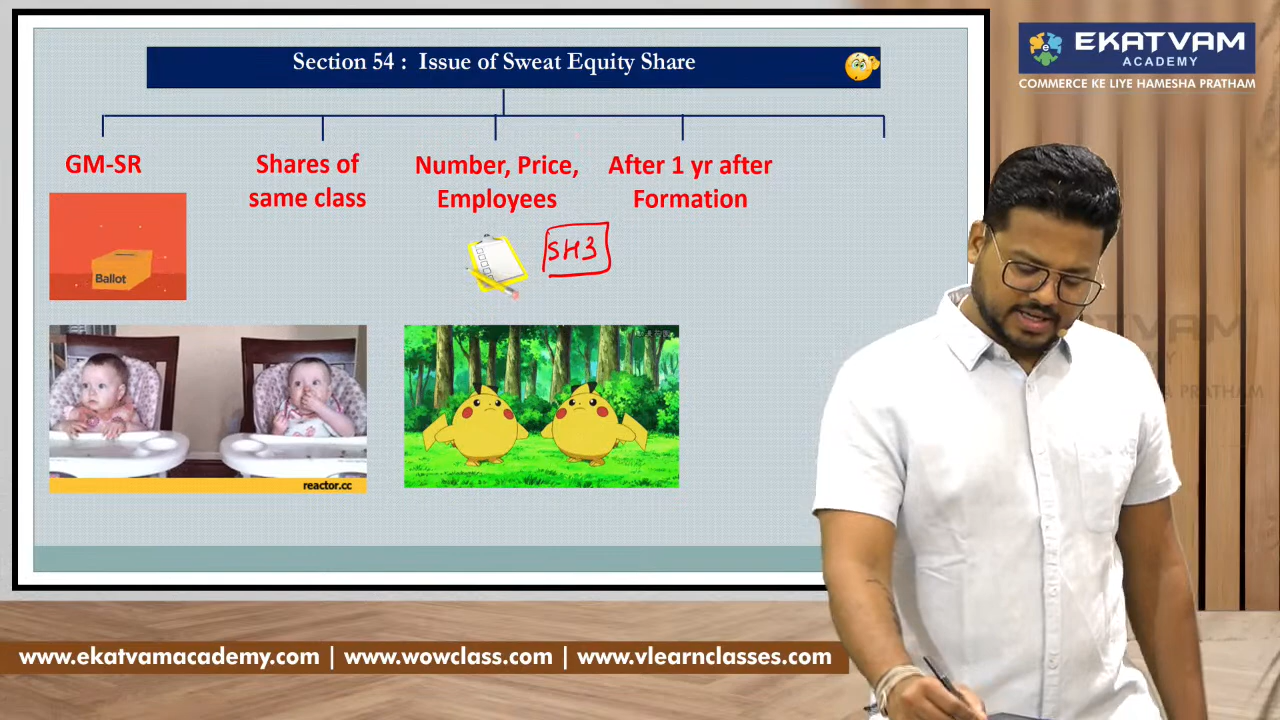 Section 54 : Issue of Sweat Equity Share
GM-SR
Shares of
same class
Number, Price,
Employees
After 1 yr after
Formation
SH3
Ballot
reactor.cc
EKATVAM
ACADEMY
COMMERCE KE LIYE HAMESHA PRATHAM
www.ekatvamacademy.com | www.wowclass.com | www.vlearnclasses.com